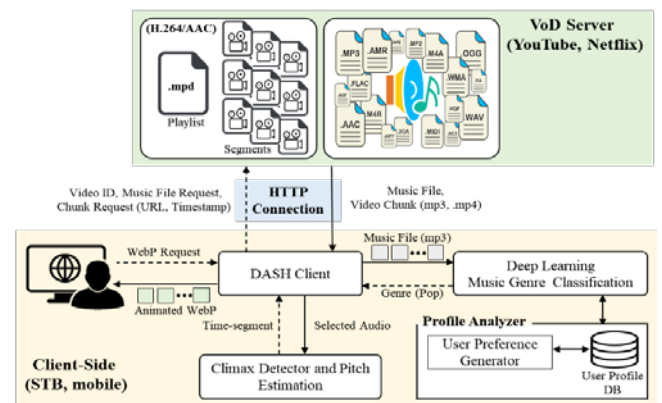 (H.264/AAC)
.mpd
Playlist
Segments
.MP3
.AMR
.MP2
.M4A
.OGG
.FLAC
.WMA
.AAC
.M4R
.MIDI
.WAV
VoD Server
(YouTube, Netflix)
Video ID, Music File Request,
Chunk Request (URL, Timestamp)
HTTP
Connection
Music File,
Video Chunk (mp3, .mp4)
WebP Request
Animated WebP
DASH Client
Music File (mp3)
Genre (Pop)
Deep Learning
Music Genre Classification
Time-segment
Selected Audio
Climax Detector and Pitch
Estimation
Client-Side
(STB, mobile)
Profile Analyzer
User Preference
Generator
User Profile
DB